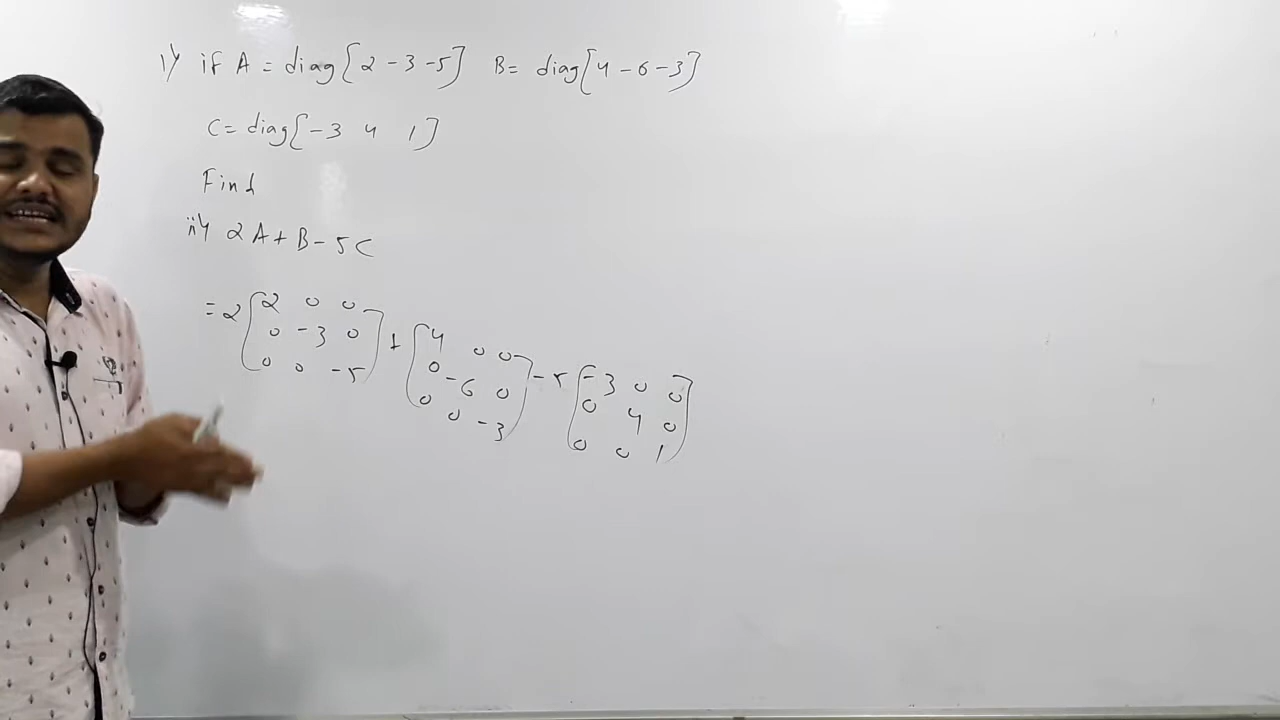 1) if A = diag[2 -3 -5] B = diag[4 -6 -3]
C = diag[-3 4 1]
Find
ii) 2A + B - 5C
= 2[2 0 0 + [4 0 0 - 5[-3 0 0
0 -3 0 0 -6 0 0 4 0
0 0 -5] 0 0 -3] 0 0 1]